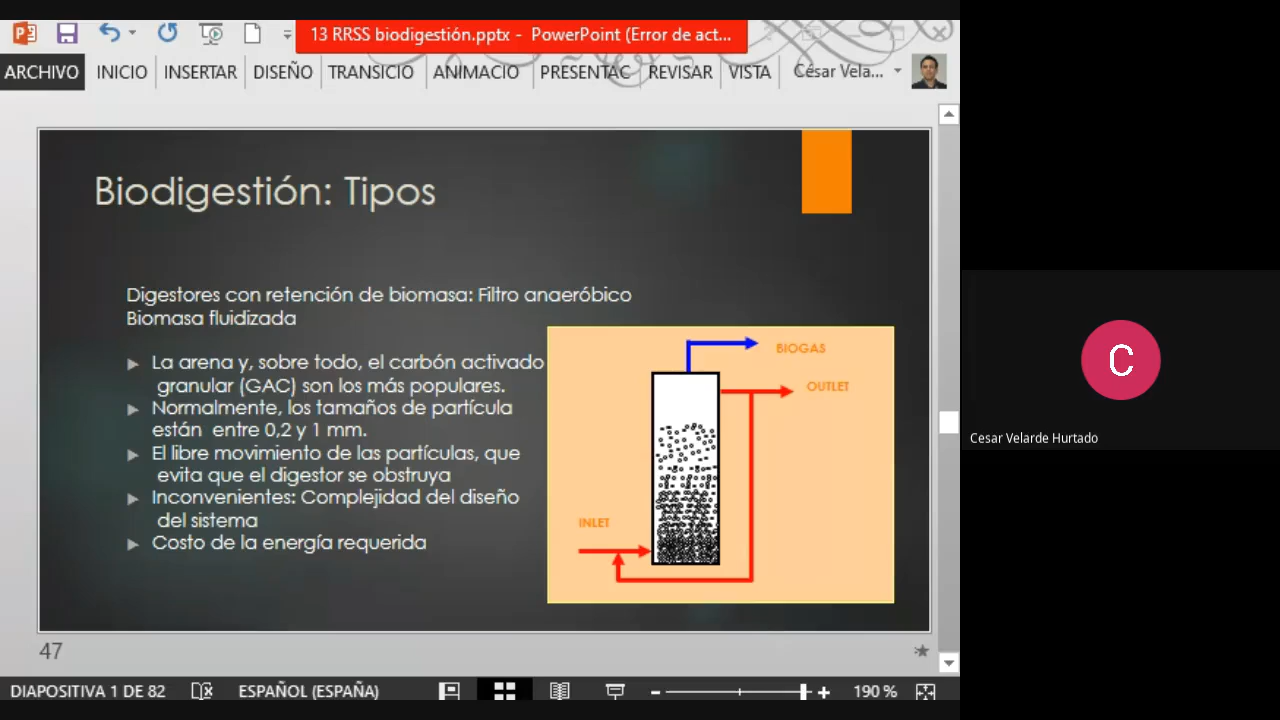 13 RRSS biodigestión.pptx - PowerPoint (Error de act...
ARCHIVO INICIO INSERTAR DISEÑO TRANSICIO ANIMACIO PRESENTAC REVISAR VISTA César Vela...
Biodigestión: Tipos
Digestores con retención de biomasa: Filtro anaeróbico
Biomasa fluidizada
La arena y, sobre todo, el carbón activado
granular (GAC) son los más populares.
Normalmente, los tamaños de partícula
están entre 0,2 y 1 mm.
El libre movimiento de las partículas, que
evita que el digestor se obstruya
Inconvenientes: Complejidad del diseño
del sistema
Costo de la energía requerida
BIOGAS
OUTLET
INLET
47
DIAPOSITIVA 1 DE 82 ESPAÑOL (ESPAÑA) 190 %
C
Cesar Velarde Hurtado